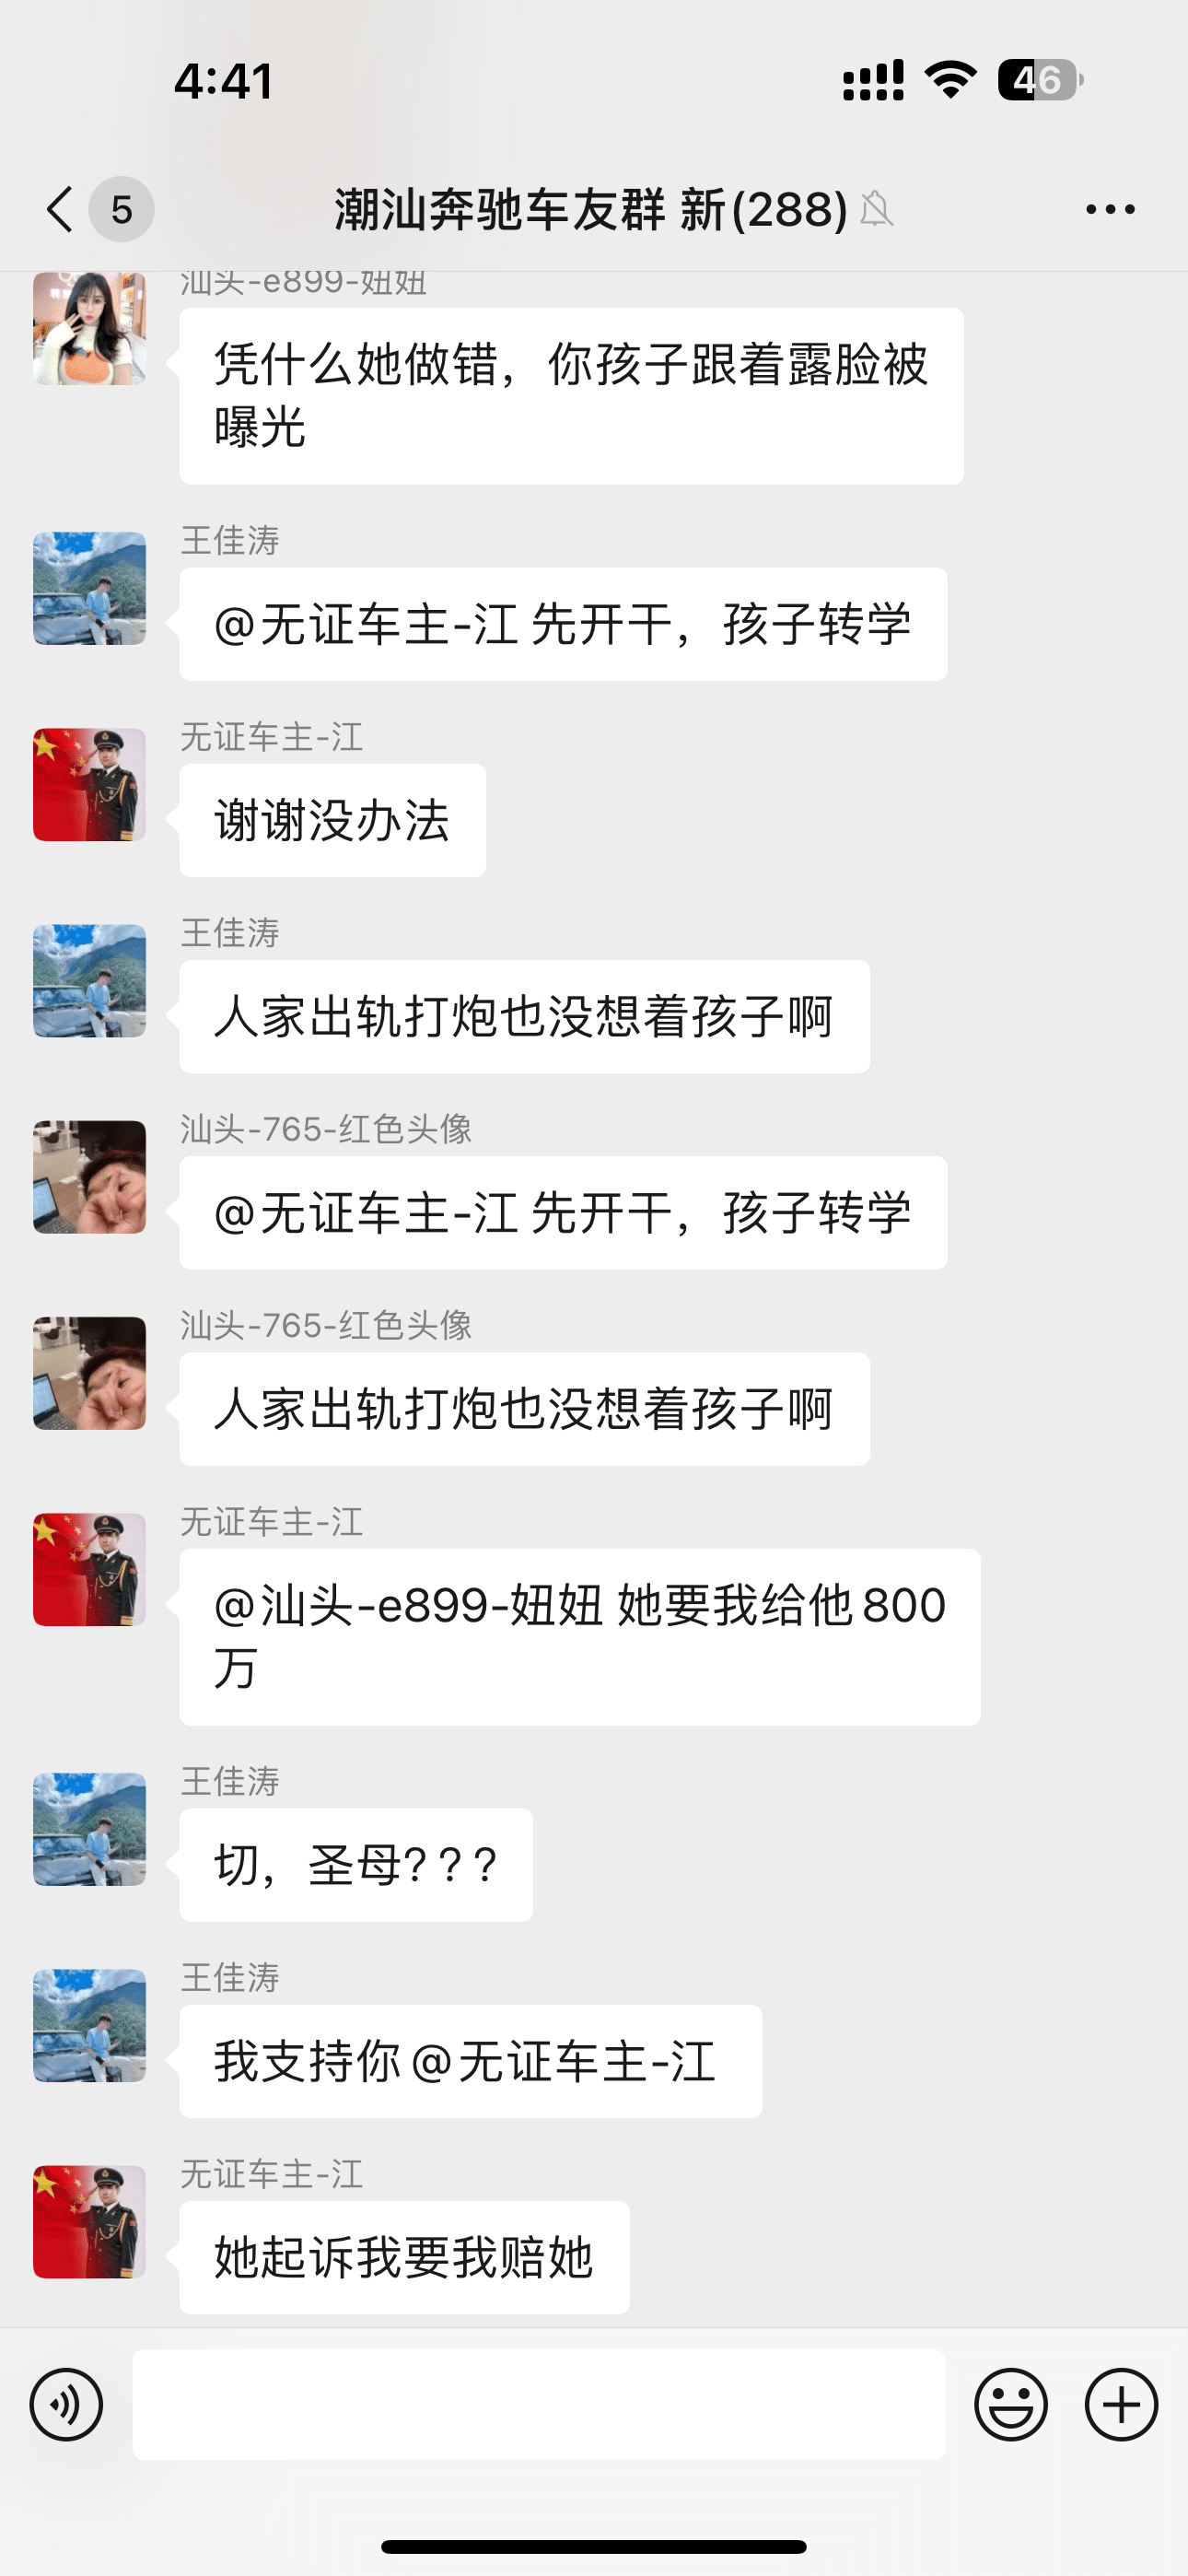 4:41
46
5
潮汕奔驰车友群 新(288)
汕头-e899-妞妞
凭什么她做错，你孩子跟着露脸被
曝光
王佳涛
@无证车主-江 先开干，孩子转学
无证车主-江
谢谢没办法
王佳涛
人家出轨打炮也没想着孩子啊
汕头-765-红色头像
@无证车主-江 先开干，孩子转学
汕头-765-红色头像
人家出轨打炮也没想着孩子啊
无证车主-江
@汕头-e899-妞妞 她要我给他800
万
王佳涛
切，圣母？？？
王佳涛
我支持你@无证车主-江
无证车主-江
她起诉我要我赔她